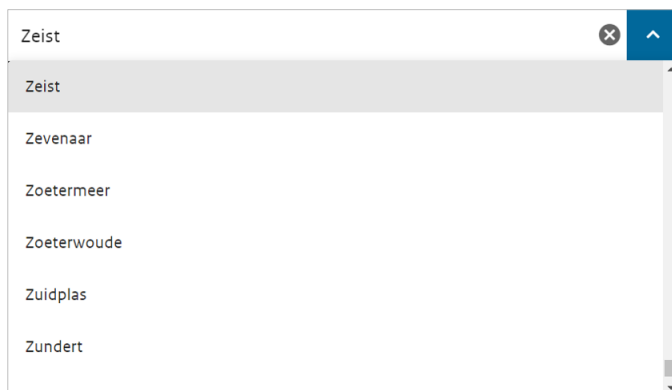 Zeist
Zeist
Zevenaar
Zoetermeer
Zoeterwoude
Zuidplas
Zundert